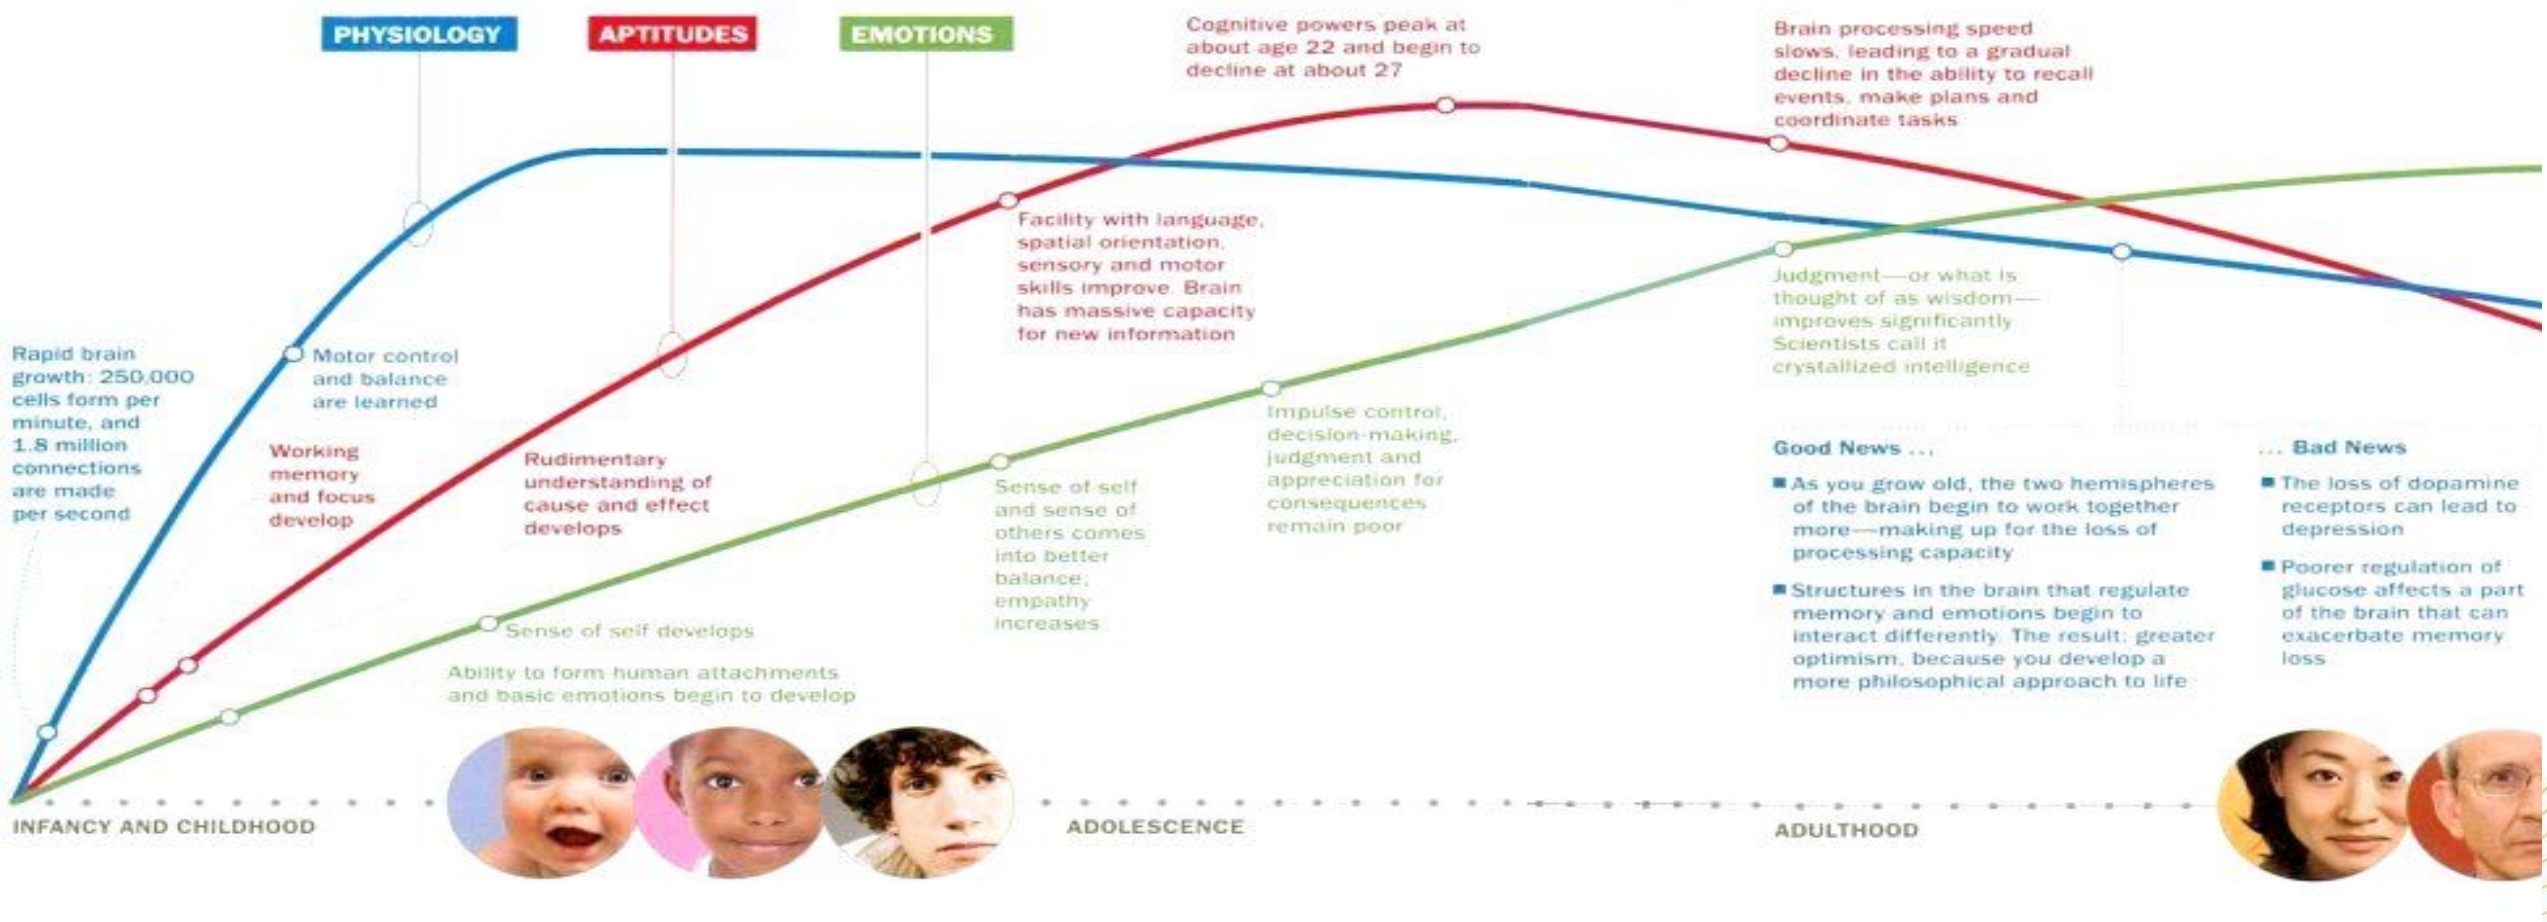 PHYSIOLOGY
APTITUDES
EMOTIONS
Cognitive powers peak at
about age 22 and begin to
decline at about 27
Brain processing speed
slows, leading to a gradual
decline in the ability to recall
events, make plans and
coordinate tasks
Facility with language,
spatial orientation,
sensory and motor
skills improve. Brain
has massive capacity
for new information
Rapid brain
growth: 250,000
cells form per
minute, and
1.8 million
connections
are made
per second
Motor control
and balance
are learned
Working
memory
and focus
develop
Rudimentary
understanding of
cause and effect
develops
Sense of self develops
Ability to form human attachments
and basic emotions begin to develop
Sense of self
and sense of
others comes
into better
balance;
empathy
increases
Impulse control,
decision-making,
judgment and
appreciation for
consequences
remain poor
Judgment—or what is
thought of as wisdom—
improves significantly.
Scientists call it
crystallized intelligence
Good News ...
■ As you grow old, the two hemispheres
of the brain begin to work together
more—making up for the loss of
processing capacity
■ Structures in the brain that regulate
memory and emotions begin to
interact differently. The result: greater
optimism, because you develop a
more philosophical approach to life
... Bad News
■ The loss of dopamine
receptors can lead to
depression
■ Poorer regulation of
glucose affects a part
of the brain that can
exacerbate memory
loss
INFANCY AND CHILDHOOD
ADOLESCENCE
ADULTHOOD